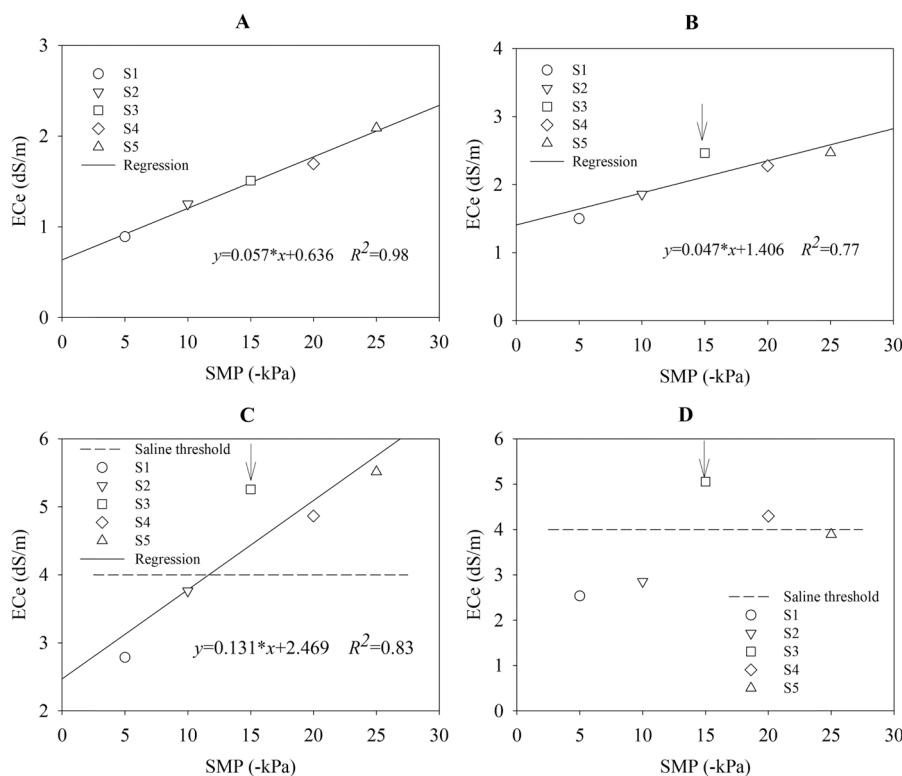 A
ECe (dS/m)
3
2
1
0
S1
S2
S3
S4
S5
Regression
y=0.057*x+0.636 R²=0.98
0 5 10 15 20 25 30
SMP (-kPa)
B
ECe (dS/m)
4
3
2
1
0
S1
S2
S3
S4
S5
Regression
y=0.047*x+1.406 R²=0.77
0 5 10 15 20 25 30
SMP (-kPa)
C
ECe (dS/m)
6
5
4
3
2
Saline threshold
S1
S2
S3
S4
S5
Regression
y=0.131*x+2.469 R²=0.83
0 5 10 15 20 25 30
SMP (-kPa)
D
ECe (dS/m)
6
5
4
3
2
1
0
Saline threshold
S1
S2
S3
S4
S5
0 5 10 15 20 25 30
SMP (-kPa)